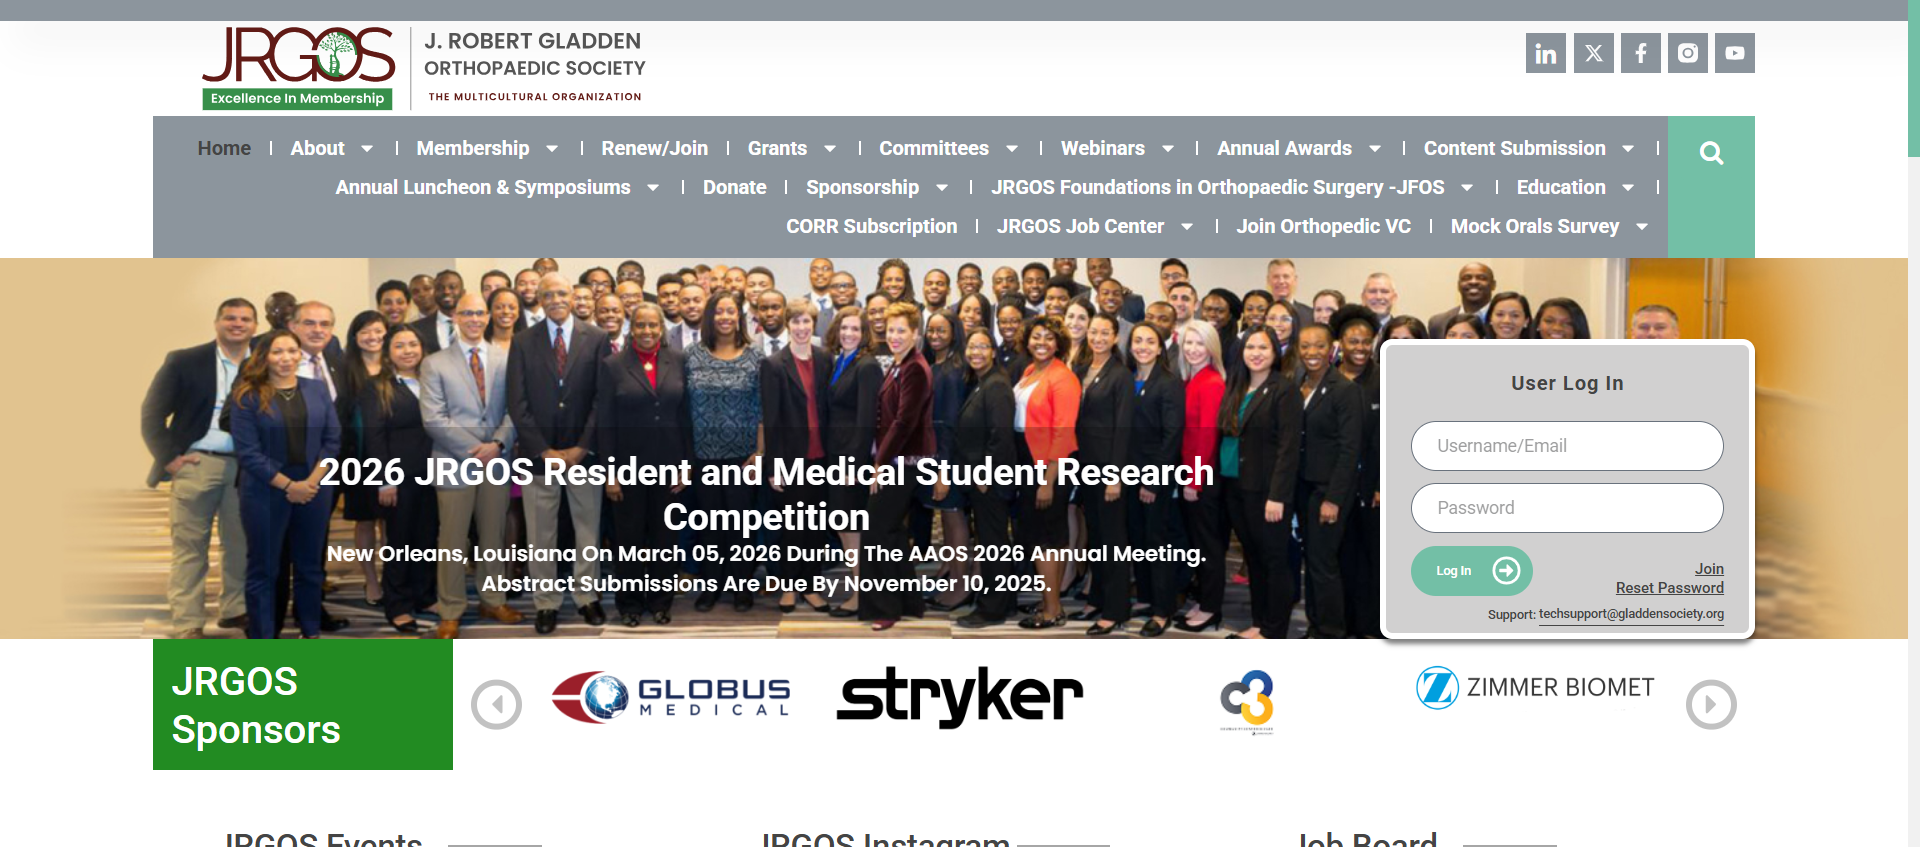 JRGOS
Excellence In Membership
J. ROBERT GLADDEN
ORTHOPAEDIC SOCIETY
THE MULTICULTURAL ORGANIZATION
Home | About | Membership | Renew/Join | Grants | Committees | Webinars | Annual Awards | Content Submission |
Annual Luncheon & Symposiums | Donate | Sponsorship | JRGOS Foundations in Orthopaedic Surgery -JFOS | Education |
CORR Subscription | JRGOS Job Center | Join Orthopedic VC | Mock Orals Survey
2026 JRGOS Resident and Medical Student Research
Competition
New Orleans, Louisiana On March 05, 2026 During The AAOS 2026 Annual Meeting.
Abstract Submissions Are Due By November 10, 2025.
User Log In
Username/Email
Password
Log In
Join
Reset Password
Support: techsupport@gladdensociety.org
JRGOS
Sponsors
GLOBUS
MEDICAL
stryker
C3
ZIMMER BIOMET
JRGOS Events
JRGOS Instagram
Job Board